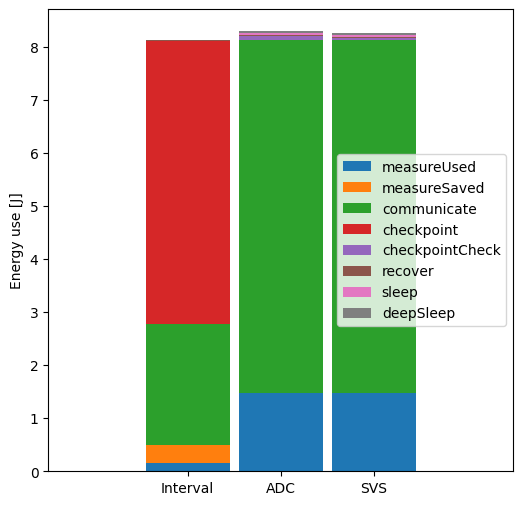 Energy use [J]
8
7
6
5
4
3
2
1
0
Interval
ADC
SVS
measureUsed
measureSaved
communicate
checkpoint
checkpointCheck
recover
sleep
deepSleep